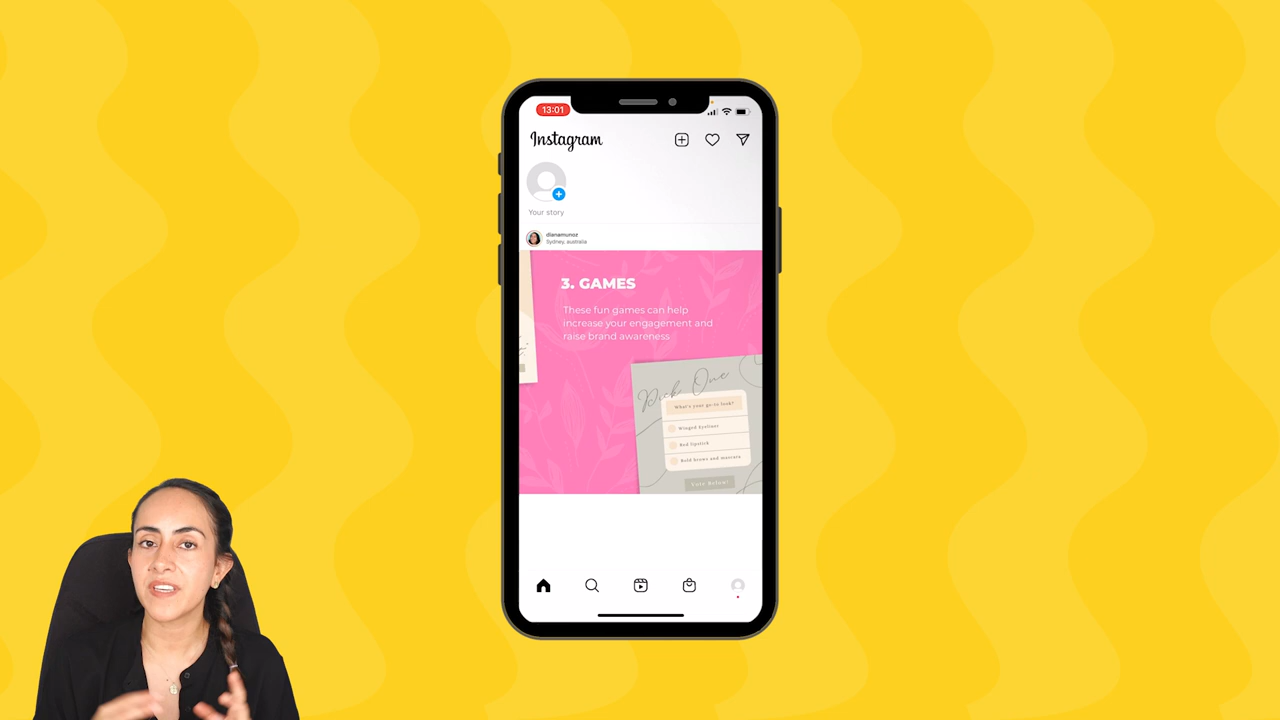 13:01
Instagram
Your story
dianamunoz
Sydney, australia
3. GAMES
These fun games can help
increase your engagement and
raise brand awareness
Pick One
What's your go-to look?
Winged Eyeliner
Red lipstick
Bold brows and mascara
Vote Below!